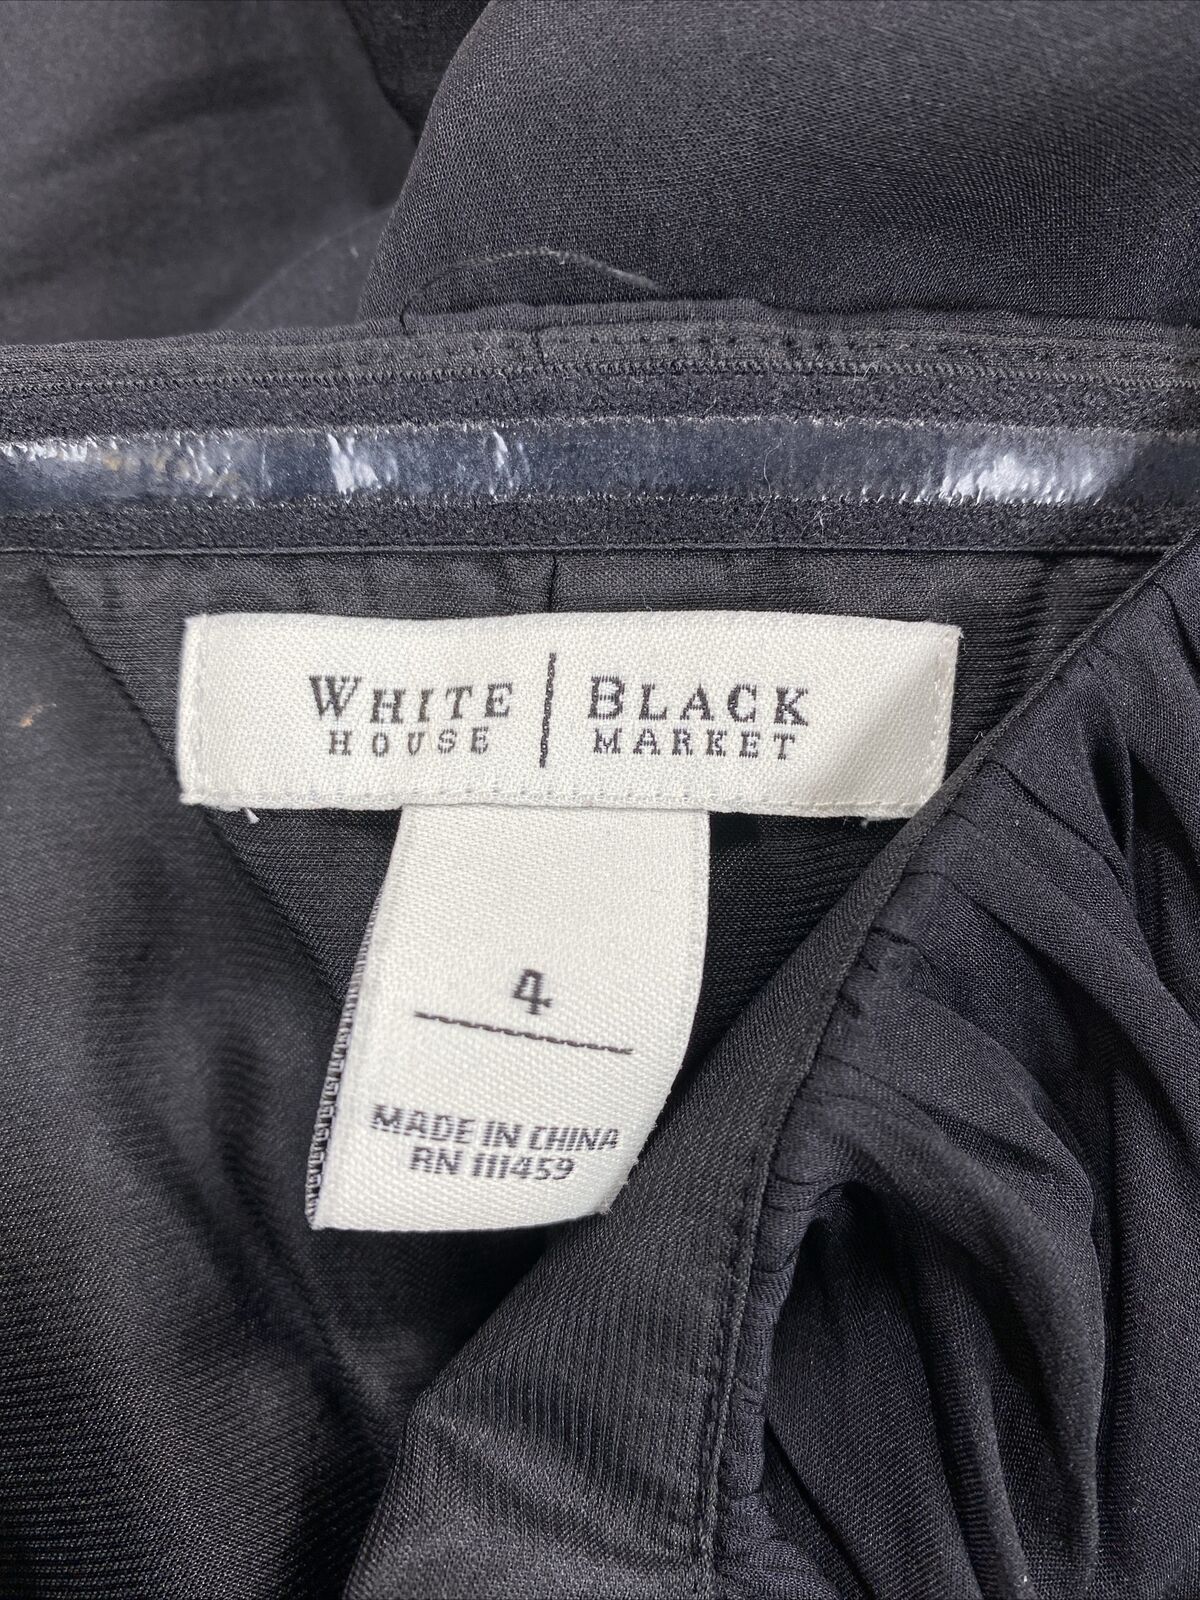 WHITE | BLACK
HOUSE | MARKET
4
MADE IN CHINA
RN 111459